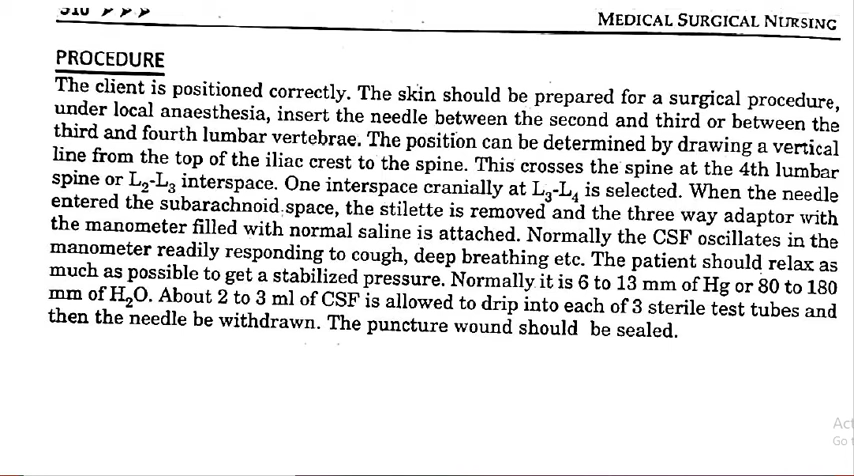 310
MEDICAL SURGICAL NURSING
PROCEDURE
The client is positioned correctly. The skin should be prepared for a surgical procedure,
under local anaesthesia, insert the needle between the second and third or between the
third and fourth lumbar vertebrae. The position can be determined by drawing a vertical
line from the top of the iliac crest to the spine. This crosses the spine at the 4th lumbar
spine or L₂-L₃ interspace. One interspace cranially at L₃-L₄ is selected. When the needle
entered the subarachnoid space, the stilette is removed and the three way adaptor with
the manometer filled with normal saline is attached. Normally the CSF oscillates in the
manometer readily responding to cough, deep breathing etc. The patient should relax as
much as possible to get a stabilized pressure. Normally it is 6 to 13 mm of Hg or 80 to 180
mm of H₂O. About 2 to 3 ml of CSF is allowed to drip into each of 3 sterile test tubes and
then the needle be withdrawn. The puncture wound should be sealed.